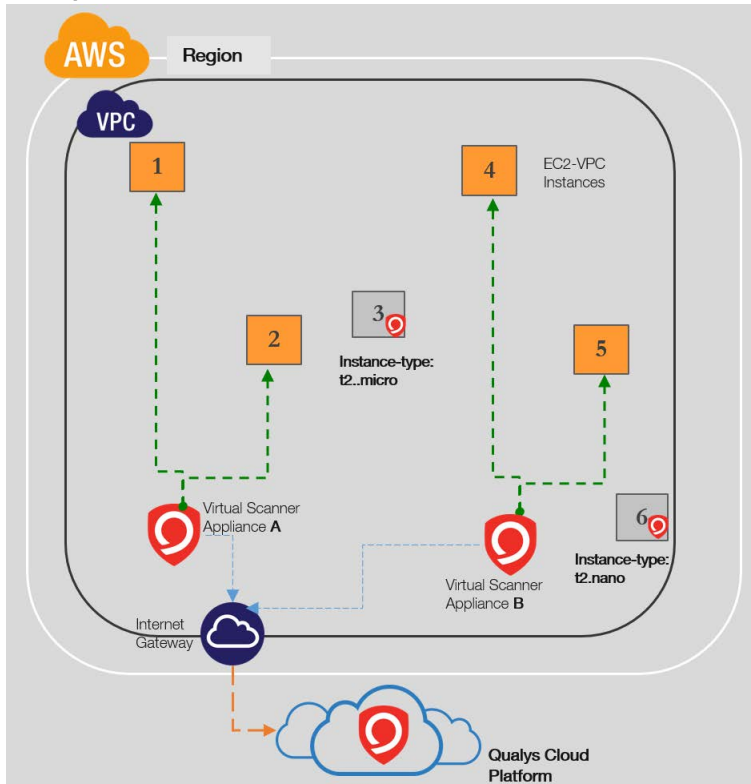 AWS
Region
VPC
1
4
EC2-VPC
Instances
3
2
5
Instance-type:
t2..micro
Virtual Scanner
Appliance A
6
Instance-type:
t2.nano
Virtual Scanner
Appliance B
Internet
Gateway
Qualys Cloud
Platform